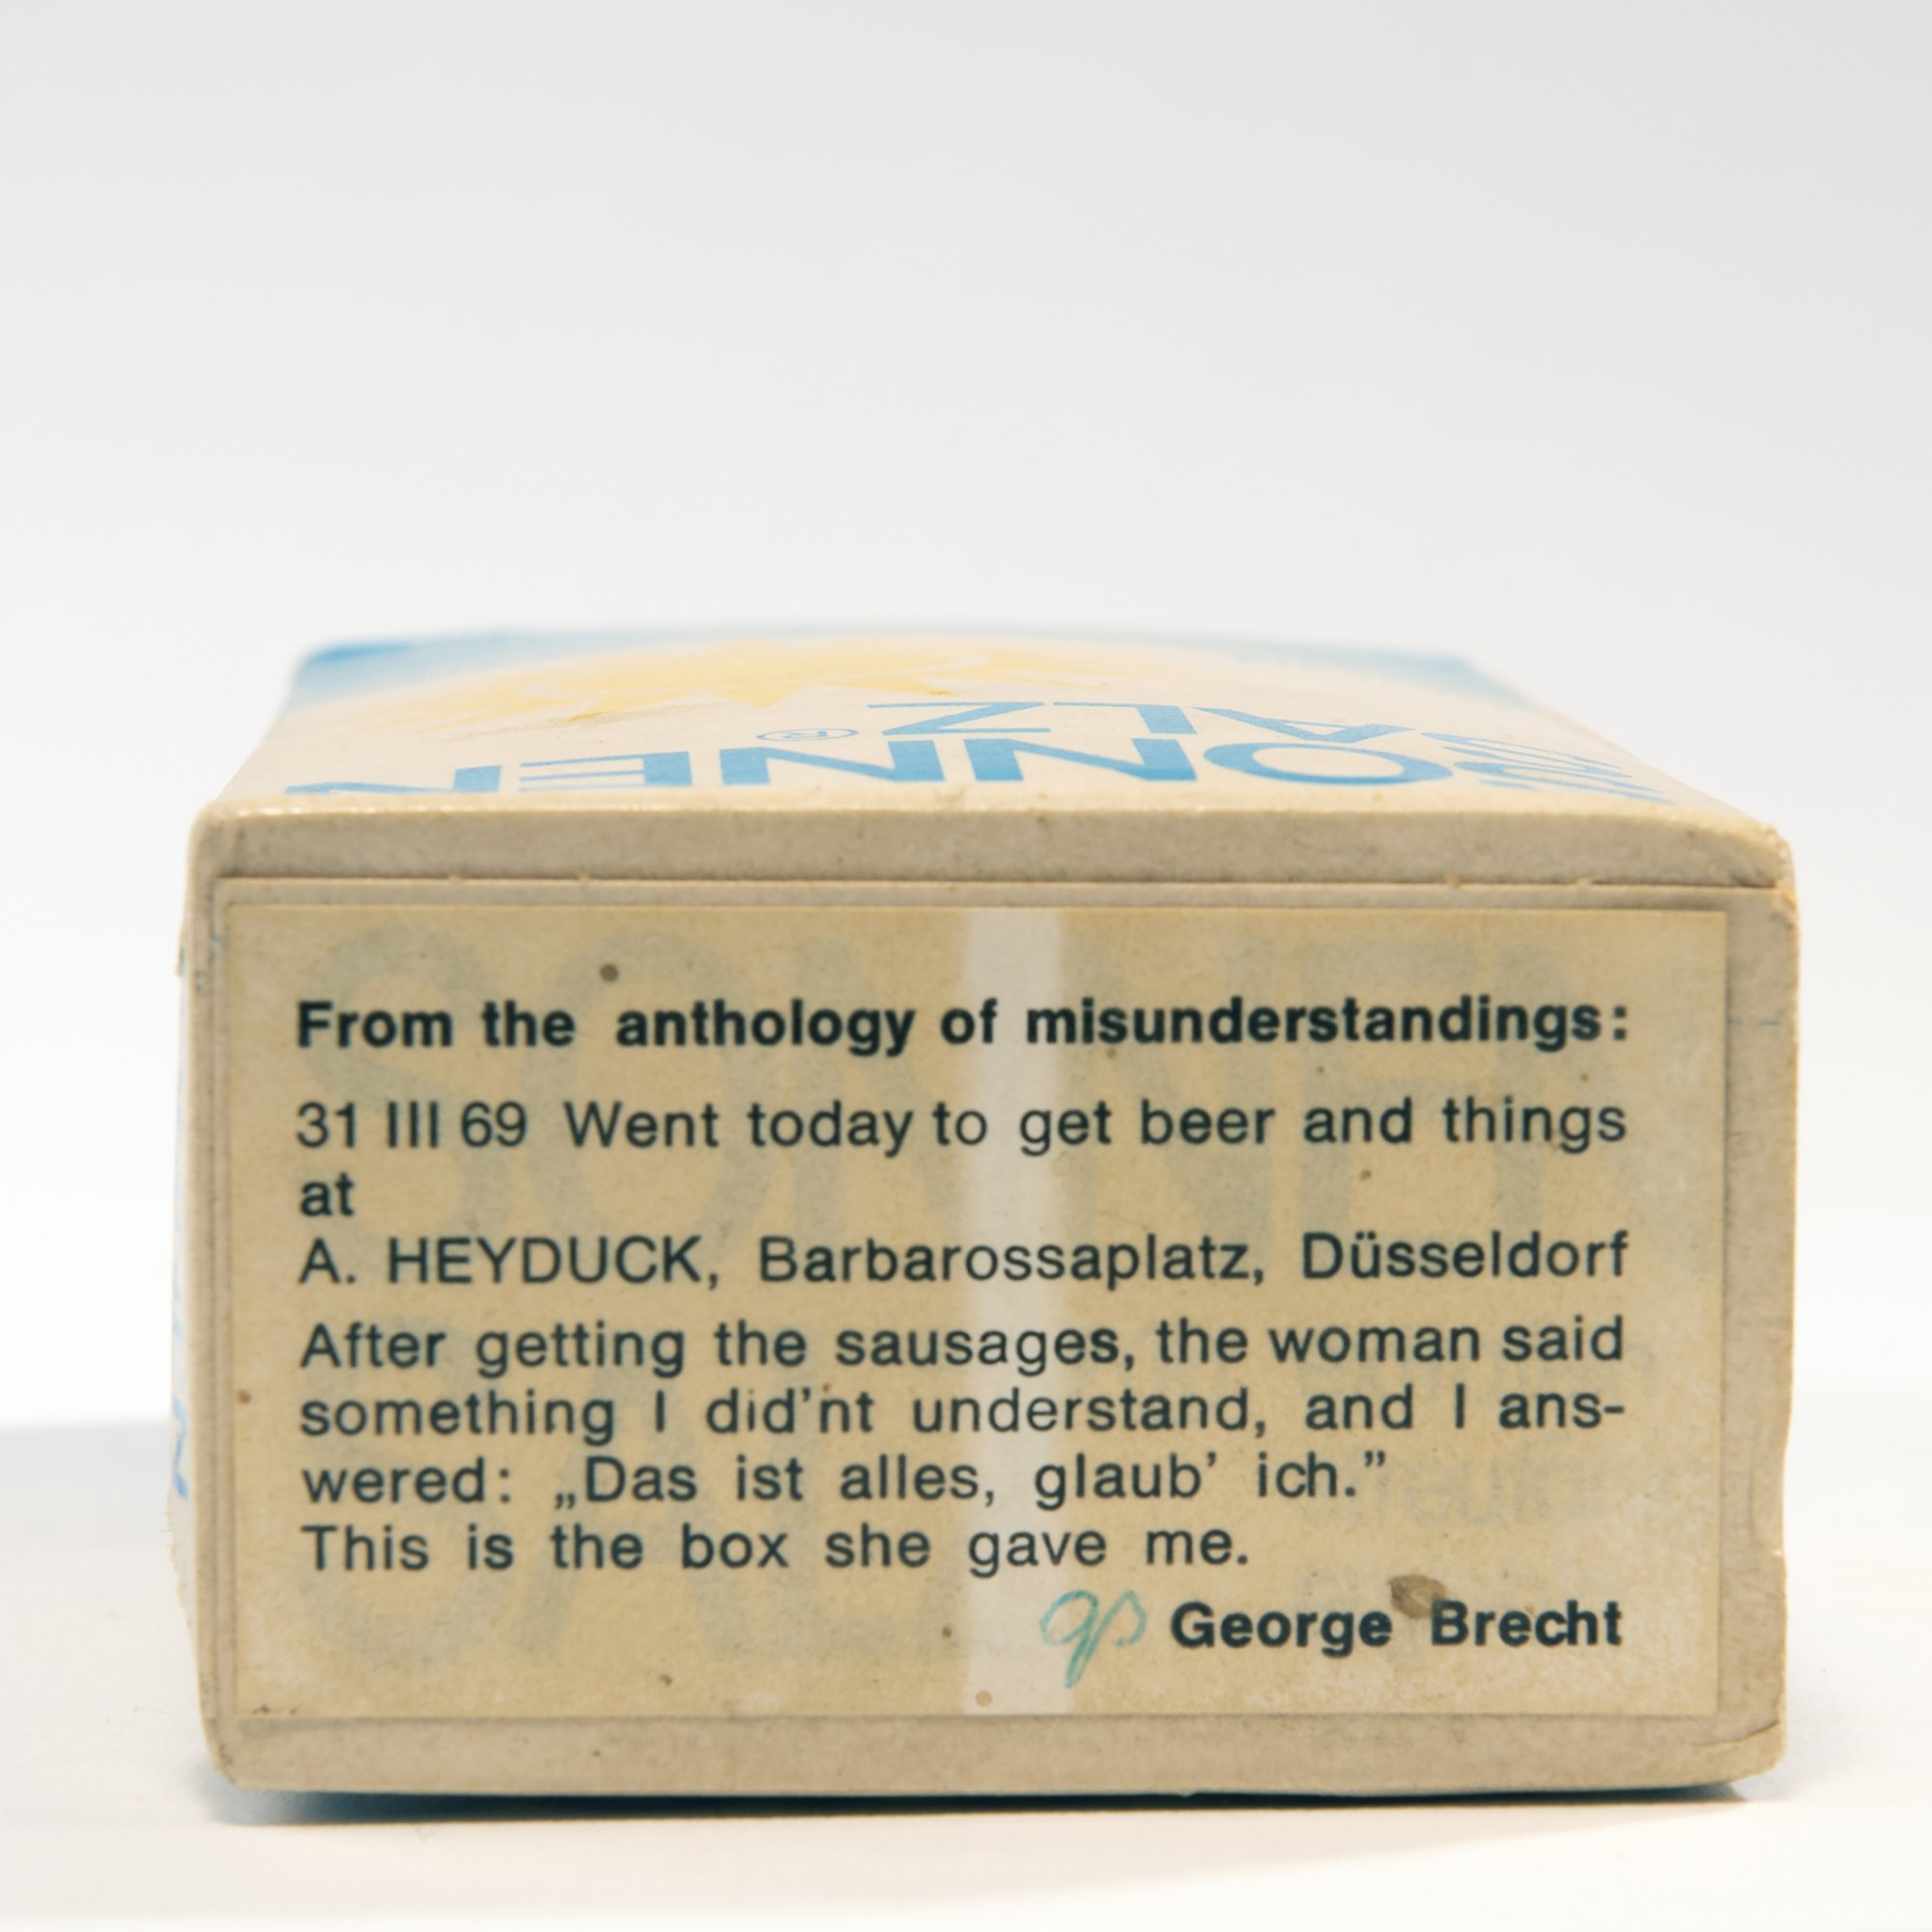 SONNEN
SALZ®
From the anthology of misunderstandings:
31 III 69 Went today to get beer and things
at
A. HEYDUCK, Barbarossaplatz, Düsseldorf
After getting the sausages, the woman said
something I did'nt understand, and I ans-
wered: „Das ist alles, glaub’ ich.”
This is the box she gave me.
gb George Brecht